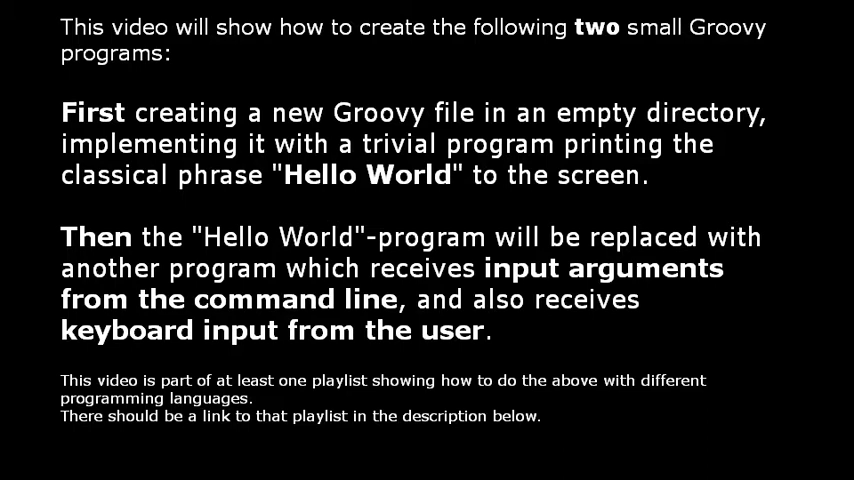 This video will show how to create the following two small Groovy
programs:
First creating a new Groovy file in an empty directory,
implementing it with a trivial program printing the
classical phrase "Hello World" to the screen.
Then the "Hello World"-program will be replaced with
another program which receives input arguments
from the command line, and also receives
keyboard input from the user.
This video is part of at least one playlist showing how to do the above with different
programming languages.
There should be a link to that playlist in the description below.